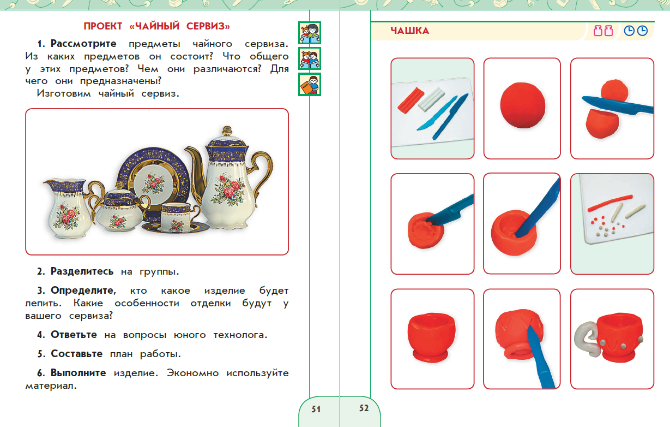 ПРОЕКТ «ЧАЙНЫЙ СЕРВИЗ»
1. Рассмотрите предметы чайного сервиза.
Из каких предметов он состоит? Что общего
у этих предметов? Чем они различаются? Для
чего они предназначены?
Изготовим чайный сервиз.
2. Разделитесь на группы.
3. Определите, кто какое изделие будет
лепить. Какие особенности отделки будут у
вашего сервиза?
4. Ответьте на вопросы юного технолога.
5. Составьте план работы.
6. Выполните изделие. Экономно используйте
материал.
51
ЧАШКА
52